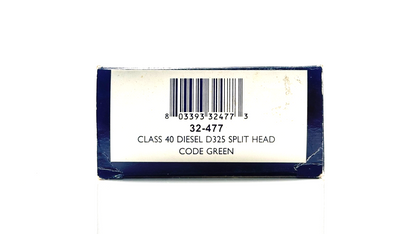 8 03393 32477 3
32-477
CLASS 40 DIESEL D325 SPLIT HEAD
CODE GREEN